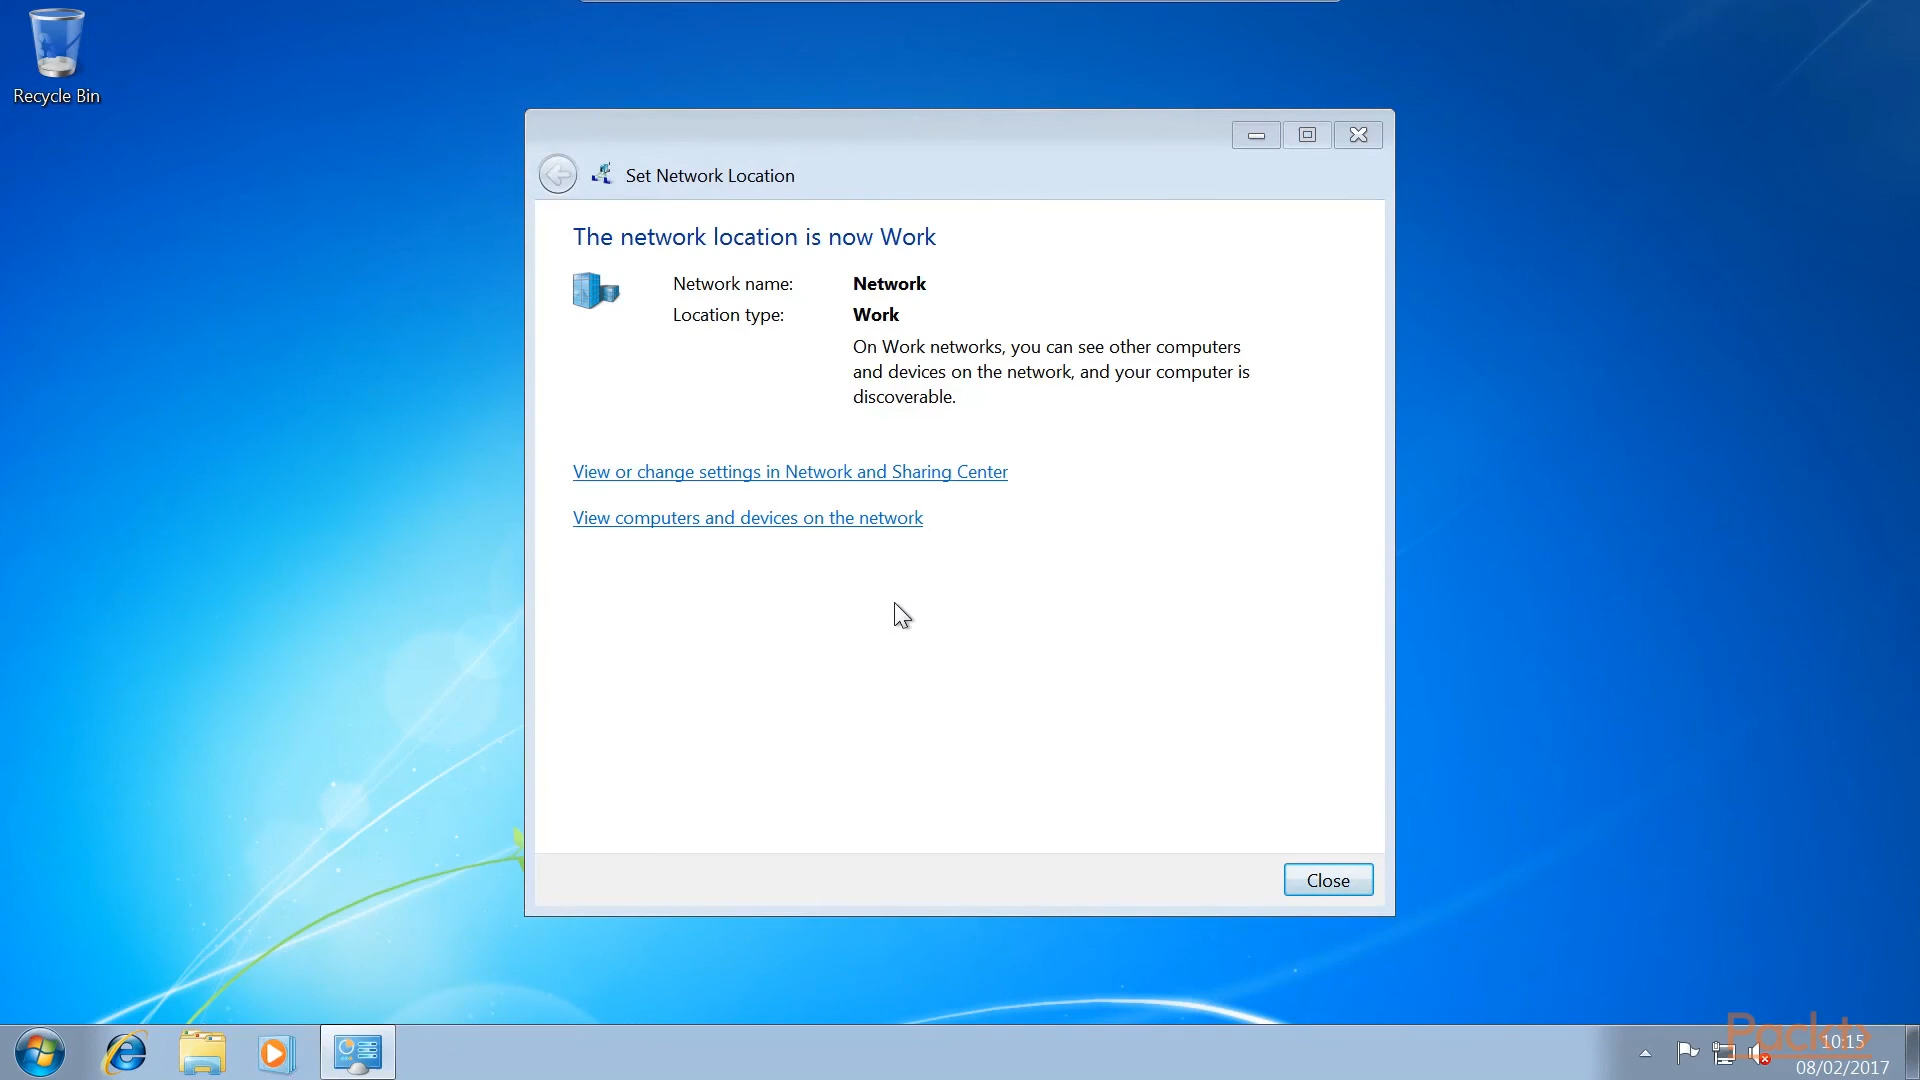 Recycle Bin
Set Network Location
The network location is now Work
Network name: Network
Location type: Work
On Work networks, you can see other computers
and devices on the network, and your computer is
discoverable.
View or change settings in Network and Sharing Center
View computers and devices on the network
Close
Packt>
10:15
08/02/2017